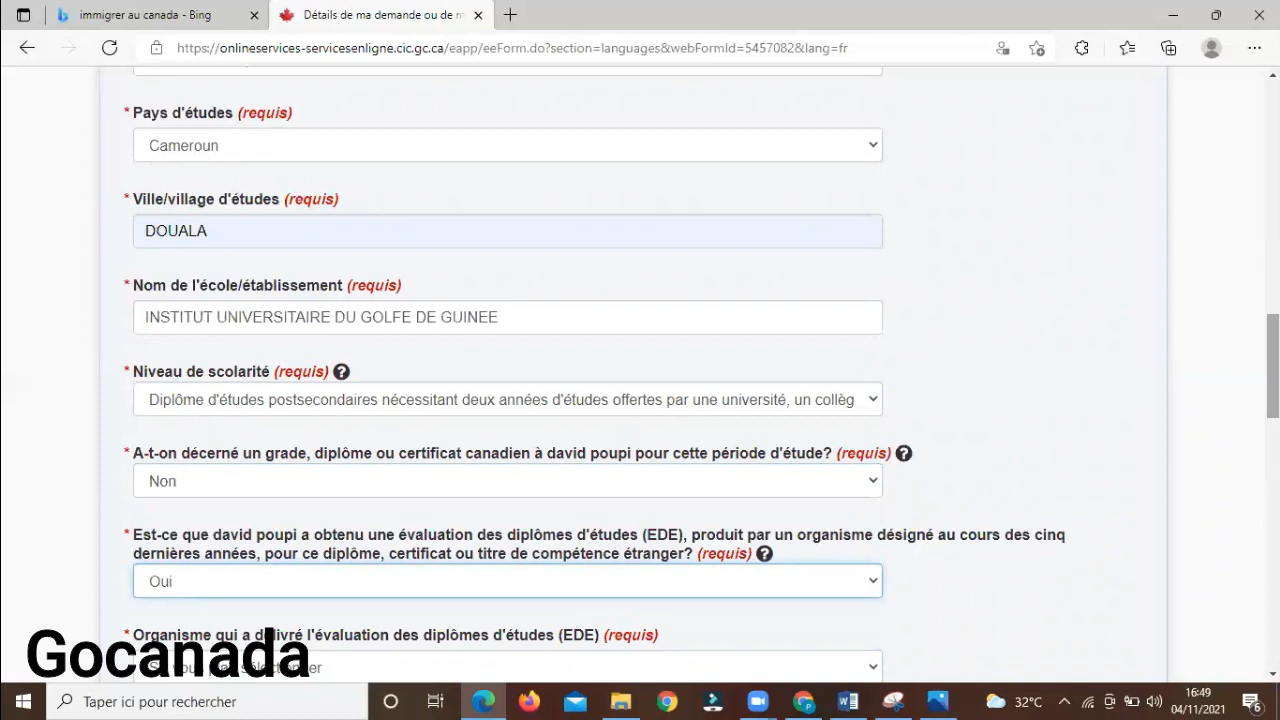 immigrer au canada - Bing
Détails de ma demande ou de m
https://onlineservices-servicesenligne.cic.gc.ca/eapp/eeForm.do?section=languages&webFormId=5457082&lang=fr
* Pays d'études (requis)
Cameroun
* Ville/village d'études (requis)
DOUALA
* Nom de l'école/établissement (requis)
INSTITUT UNIVERSITAIRE DU GOLFE DE GUINEE
* Niveau de scolarité (requis) ?
Diplôme d'études postsecondaires nécessitant deux années d'études offertes par une université, un collèg
* A-t-on décerné un grade, diplôme ou certificat canadien à david poupi pour cette période d'étude? (requis) ?
Non
* Est-ce que david poupi a obtenu une évaluation des diplômes d'études (EDE), produit par un organisme désigné au cours des cinq
dernières années, pour ce diplôme, certificat ou titre de compétence étranger? (requis) ?
Oui
* Organisme qui a délivré l'évaluation des diplômes d'études (EDE) (requis)
sélectionner
Gocanada
Taper ici pour rechercher
32°C
16:49
04/11/2021
6